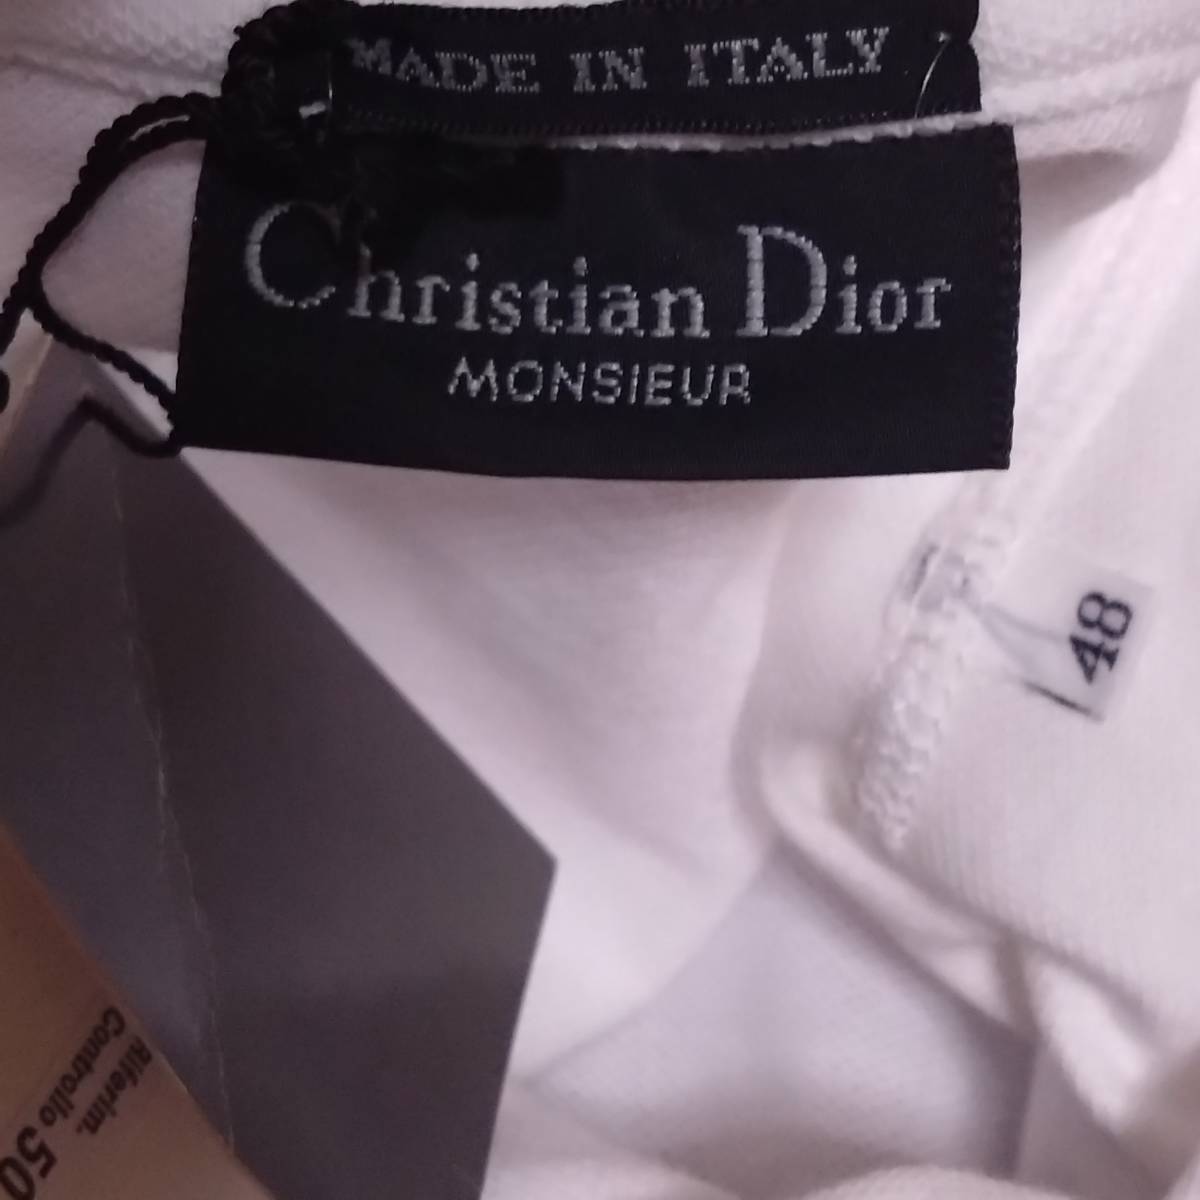 MADE IN ITALY
Christian Dior
MONSIEUR
48
Riferim.
Controllo 50